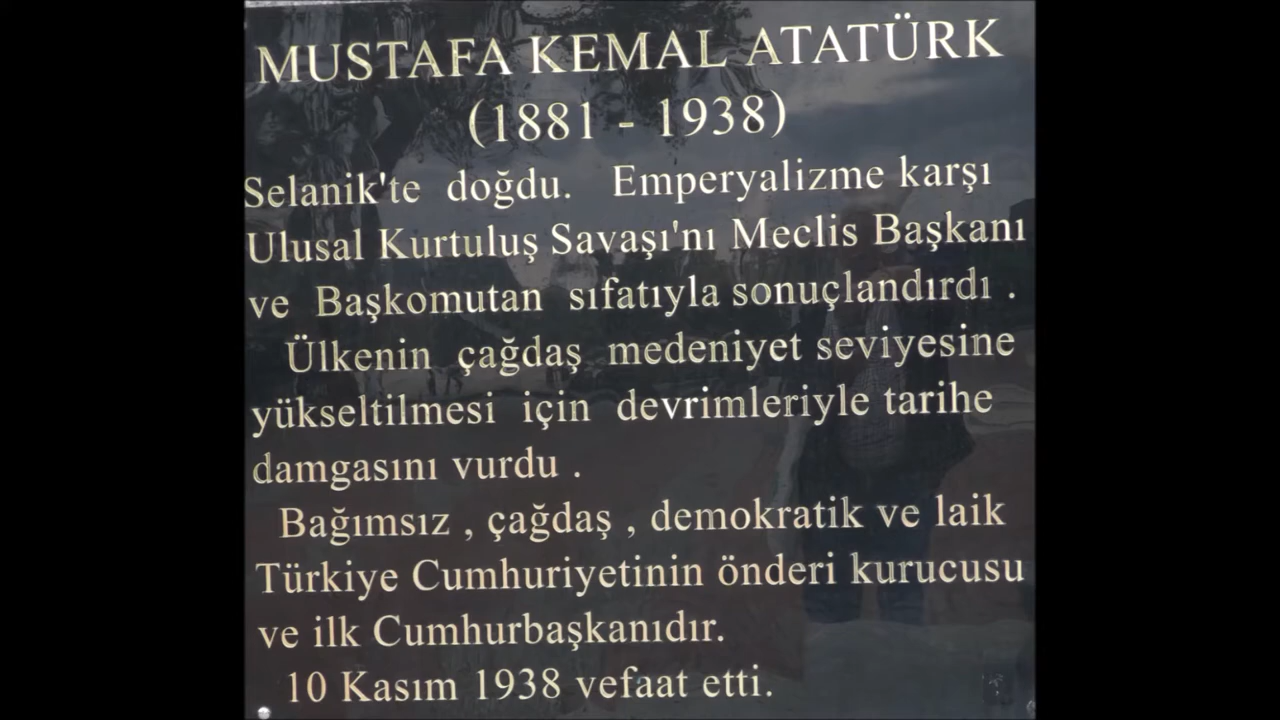 MUSTAFA KEMAL ATATÜRK
(1881 - 1938)
Selanik'te doğdu. Emperyalizme karşı
Ulusal Kurtuluş Savaşı'nı Meclis Başkanı
ve Başkomutan sıfatıyla sonuçlandırdı .
Ülkenin çağdaş medeniyet seviyesine
yükseltilmesi için devrimleriyle tarihe
damgasını vurdu .
Bağımsız , çağdaş , demokratik ve laik
Türkiye Cumhuriyetinin önderi kurucusu
ve ilk Cumhurbaşkanıdır.
10 Kasım 1938 vefaat etti.